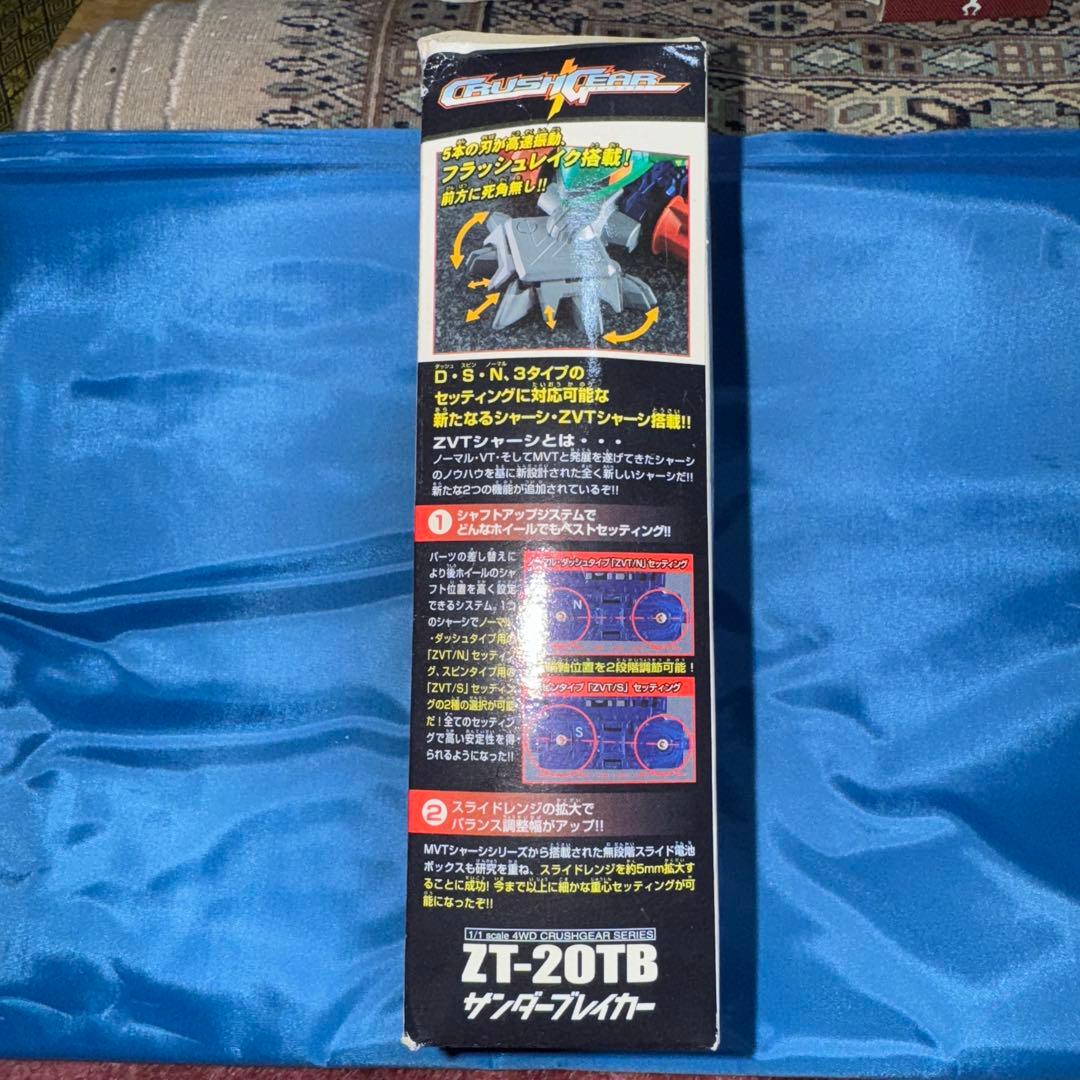 CRUSHGEAR
5本の刃が高速振動、
フラッシュレイク搭載!
前方に死角無し!!
D・S・N、3タイプの
セッティングに対応可能な
新たなるシャーシ・ZVTシャーシ搭載!!
ZVTシャーシとは・・・
ノーマル・VT・そしてMVTと発展を遂げてきたシャーシ
のノウハウを基に新設計された全く新しいシャーシだ!!
新たな2つの機能が追加されているぞ!!
1 シャフトアップシステムで
どんなホイールでもベストセッティング!!
パーツの差し替えに
より後ホイールのシャ
フト位置を高く設定
できるシステム。1つ
のシャーシでノーマル
・ダッシュタイプ用の
「ZVT/N」セッティン
グ、スピンタイプ用の
「ZVT/S」セッティン
グの2種の選択が可能
だ!全てのセッティン
グで高い安定性を得
られるようになった!!
ーマル・ダッシュタイプ「ZVT/N」セッティング
N
輪軸位置を2段階調節可能!
ピンタイプ「ZVT/S」セッティング
S
2 スライドレンジの拡大で
バランス調整幅がアップ!!
MVTシャーシシリーズから搭載された無段階スライド電池
ボックスも研究を重ね、スライドレンジを約5mm拡大す
ることに成功!今まで以上に細かな重心セッティングが可
能になったぞ!!
1/1 scale 4WD CRUSHGEAR SERIES
ZT-20TB
サンダーブレイカー